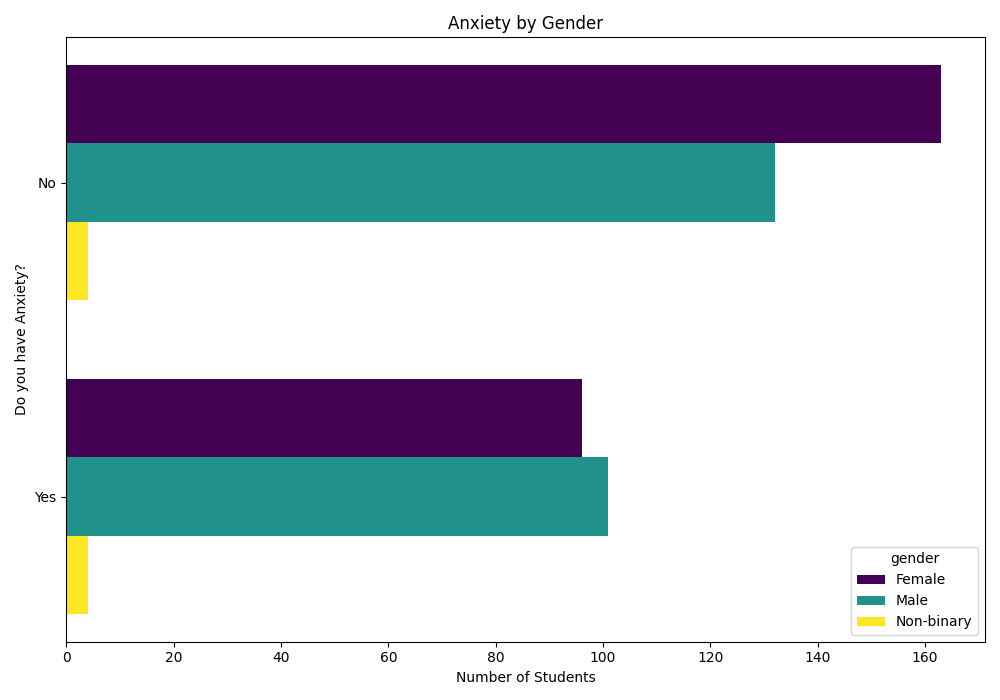 Anxiety by Gender
Do you have Anxiety?
No
Yes
gender
Female
Male
Non-binary
0 20 40 60 80 100 120 140 160
Number of Students